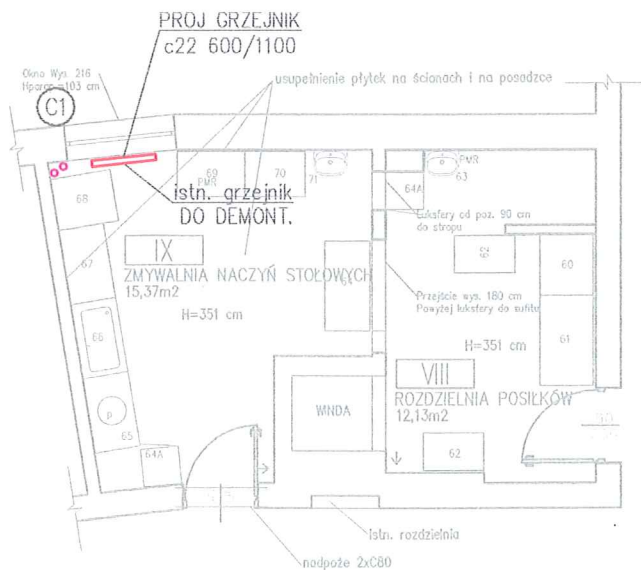 PROJ GRZEJNIK
c22 600/1100
Okno Wys. 216
Hparap.=103 cm
C1
usupełnienie płytek na ścianach i na posadzce
69
PMR
70
71
PMR
63
64A
68
istn. grzejnik
DO DEMONT.
Luksfery od poz. 90 cm
do stropu
IX
62
60
67
ZMYWALNIA NACZYŃ STOŁOWYCH
15,37m2
H=351 cm
Przejście wys. 180 cm
Powyżej luksfery do sufitu
66
H=351 cm
61
VIII
ROZDZIELNIA POSIŁKÓW
12,13m2
WINDA
p
65
64A
62
istn. rozdzielnia
nadpoże 2xC80